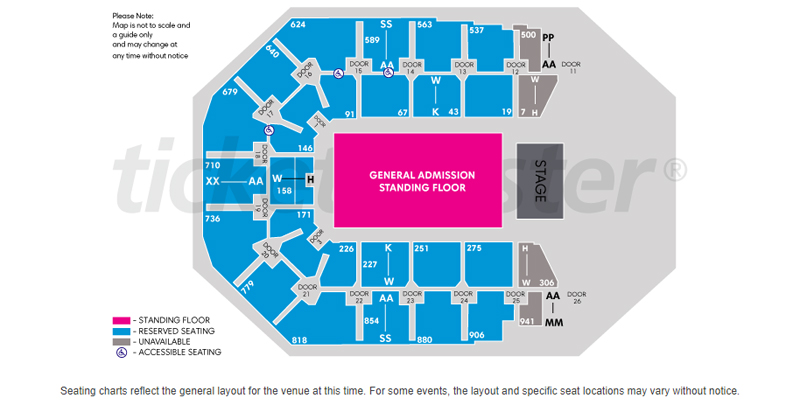 Please Note:
Map is not to scale and
a guide only
and may change at
any time without notice
624
SS
563
537
500
PP
589
640
DOOR 16
AA
DOOR 15
DOOR 14
DOOR 13
DOOR 12
AA
DOOR 11
679
DOOR 17
91
67
W
K
43
19
7
W
H
DOOR 1
146
DOOR 18
710
XX
AA
W
158
H
GENERAL ADMISSION
STANDING FLOOR
STAGE
ticketmaster®
736
DOOR 19
171
DOOR 3
DOOR 20
226
K
227
W
251
275
H
W
306
779
DOOR 21
DOOR 22
AA
DOOR 23
DOOR 24
DOOR 25
AA
DOOR 26
854
941
MM
818
SS
880
906
- STANDING FLOOR
- RESERVED SEATING
- UNAVAILABLE
- ACCESSIBLE SEATING
Seating charts reflect the general layout for the venue at this time. For some events, the layout and specific seat locations may vary without notice.